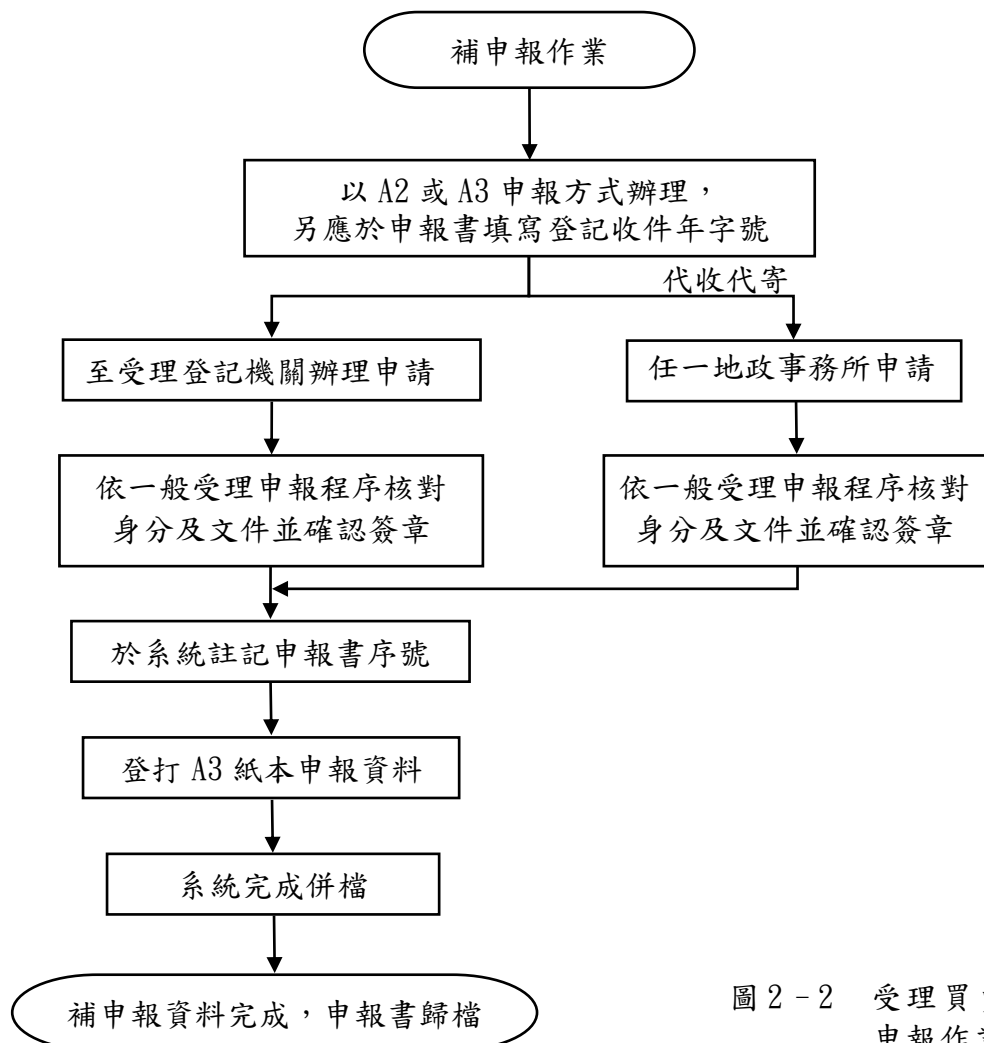 補申報作業
以 A2 或 A3 申報方式辦理，
另應於申報書填寫登記收件年字號
代收代寄
至受理登記機關辦理申請
任一地政事務所申請
依一般受理申報程序核對
身分及文件並確認簽章
依一般受理申報程序核對
身分及文件並確認簽章
於系統註記申報書序號
登打 A3 紙本申報資料
系統完成併檔
補申報資料完成，申報書歸檔
圖２－２　受理買
申報作